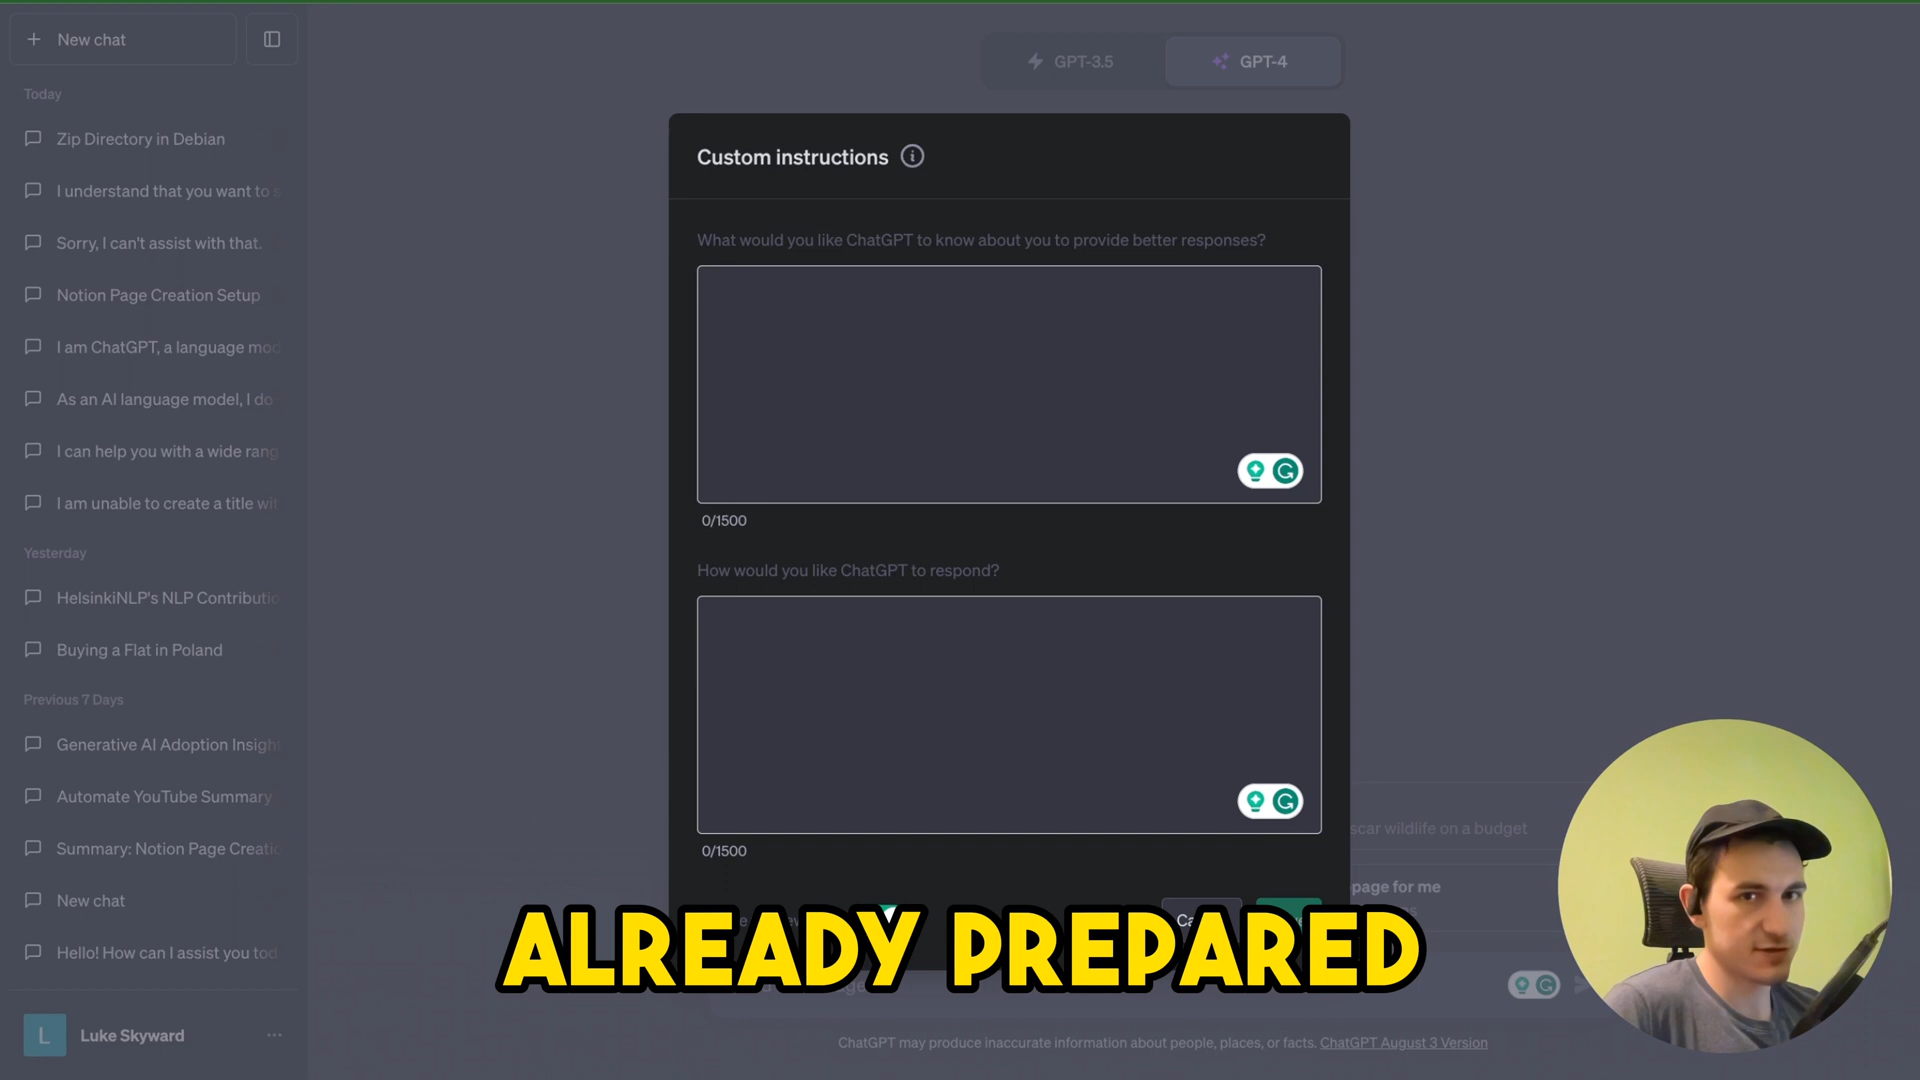 New chat
Today
Zip Directory in Debian
I understand that you want to s
Sorry, I can't assist with that.
Notion Page Creation Setup
I am ChatGPT, a language mod
As an AI language model, I do
I can help you with a wide rang
I am unable to create a title wit
Yesterday
HelsinkiNLP's NLP Contributio
Buying a Flat in Poland
Previous 7 Days
Generative AI Adoption Insigh
Automate YouTube Summary
Summary: Notion Page Creatio
New chat
Hello! How can I assist you tod
L Luke Skyward
GPT-3.5
GPT-4
Custom instructions
What would you like ChatGPT to know about you to provide better responses?
0/1500
How would you like ChatGPT to respond?
0/1500
scar wildlife on a budget
page for me
ALREADY PREPARED
ChatGPT may produce inaccurate information about people, places, or facts. ChatGPT August 3 Version